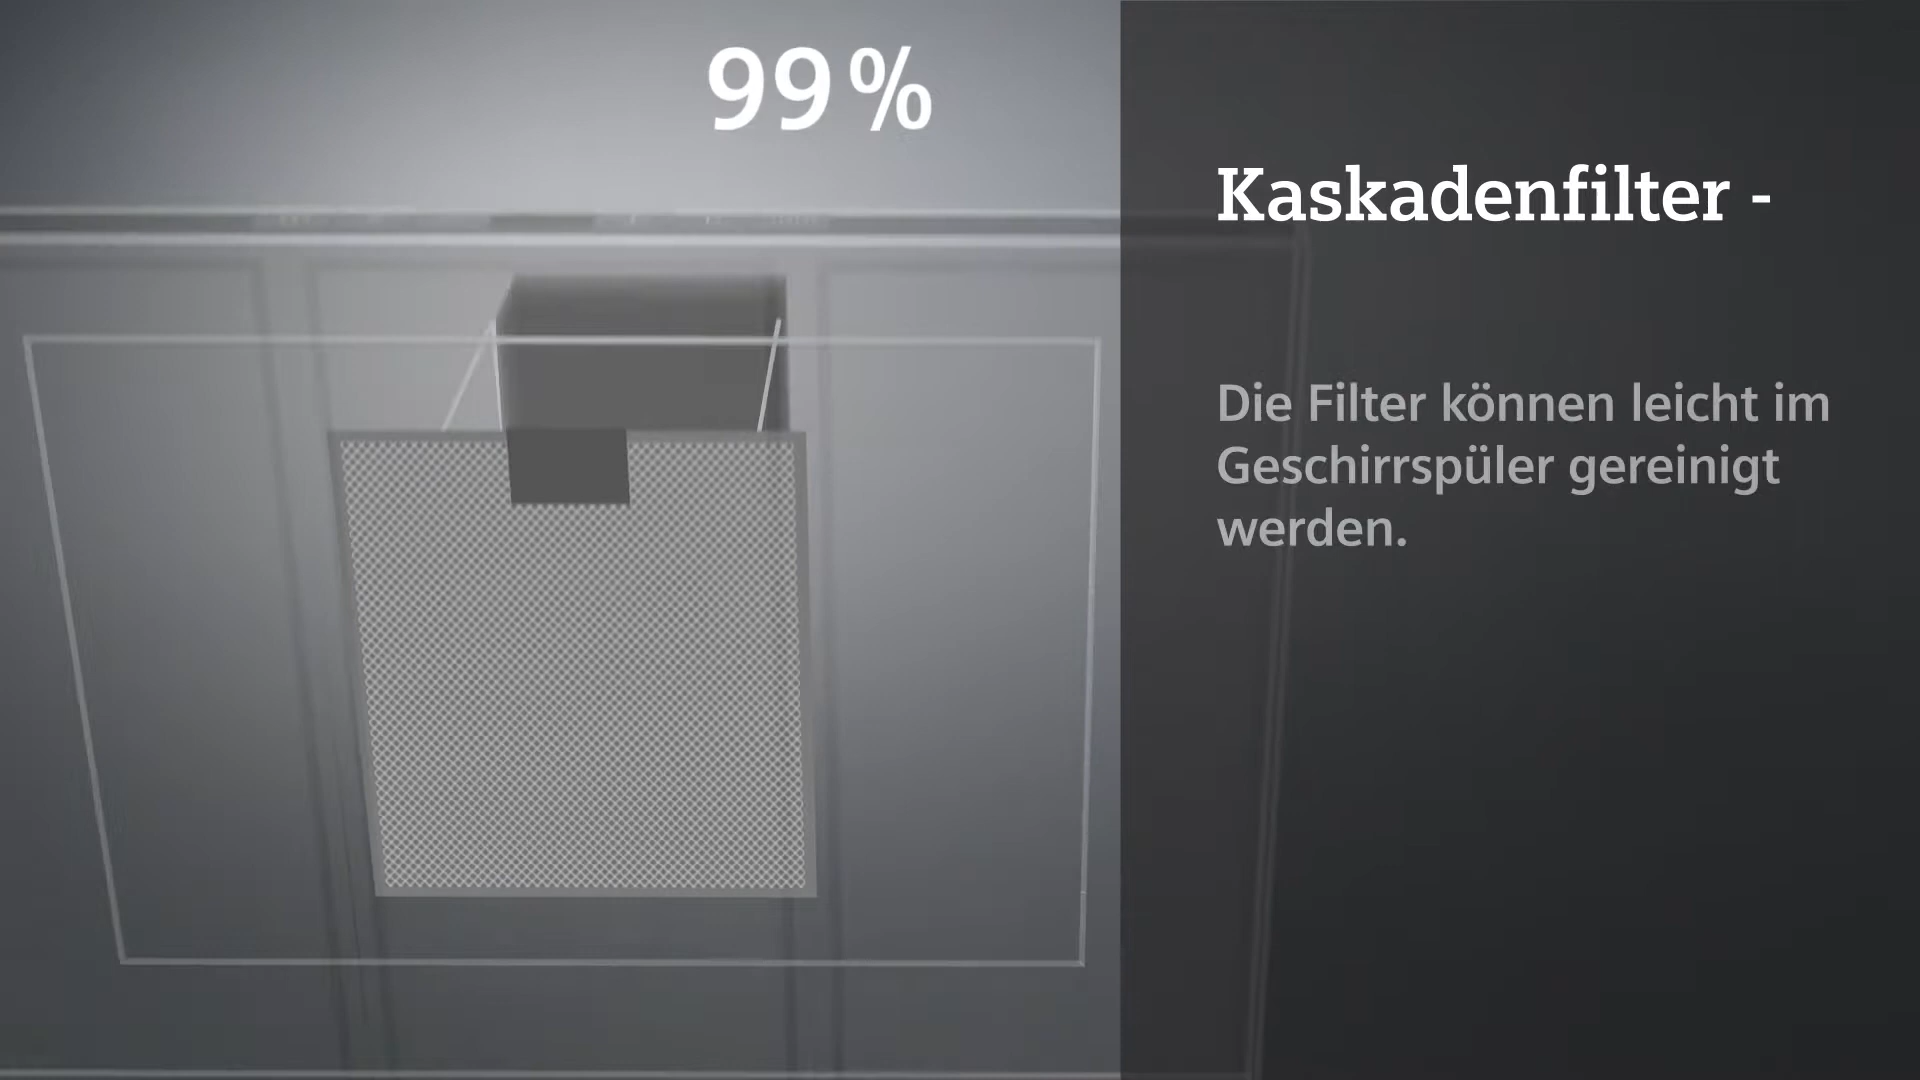 99 %
Kaskadenfilter -
Die Filter können leicht im
Geschirrspüler gereinigt
werden.